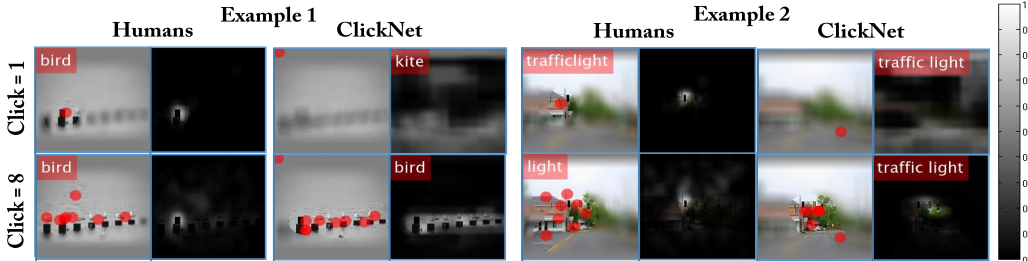 Example 1
Example 2
Humans
ClickNet
Humans
ClickNet
Click = 1
bird
kite
trafficlight
traffic light
Click = 8
bird
bird
light
traffic light
1
0
0
0
0
0
0
0
0
0